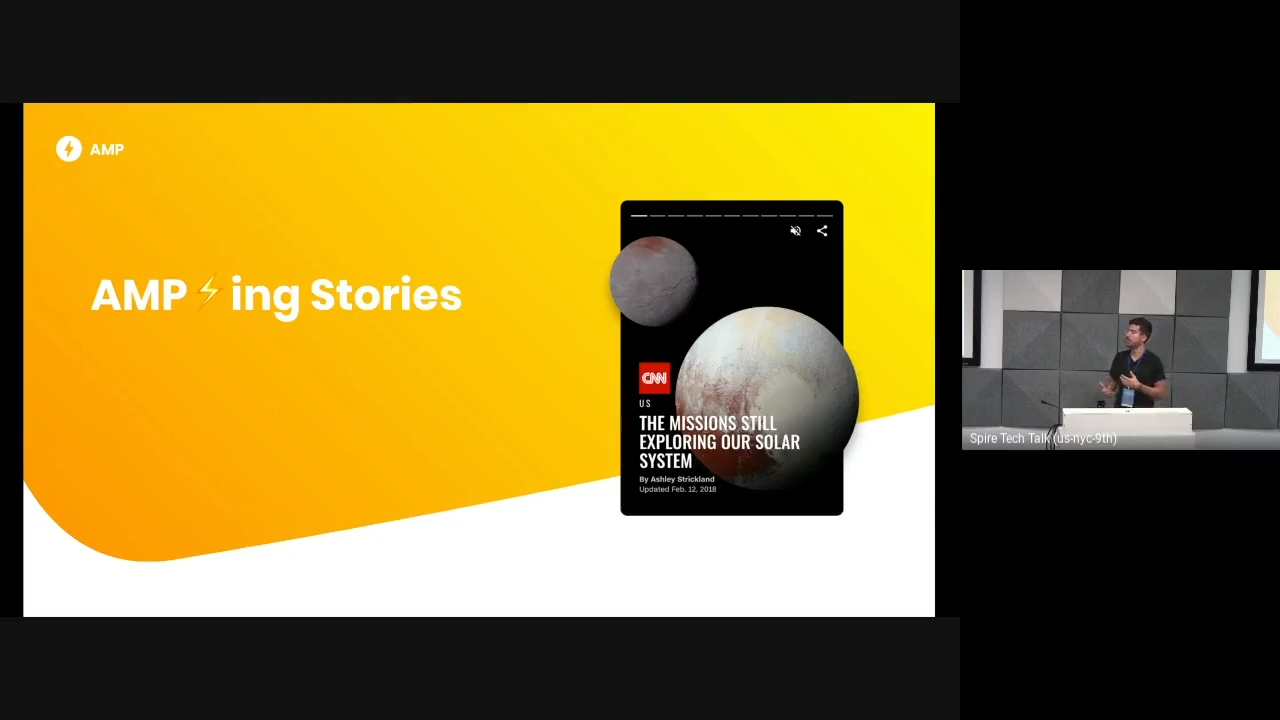 AMP
AMP⚡ing Stories
CNN
US
THE MISSIONS STILL
EXPLORING OUR SOLAR
SYSTEM
By Ashley Strickland
Updated Feb. 12, 2018
Spire Tech Talk (us-nyc-9th)